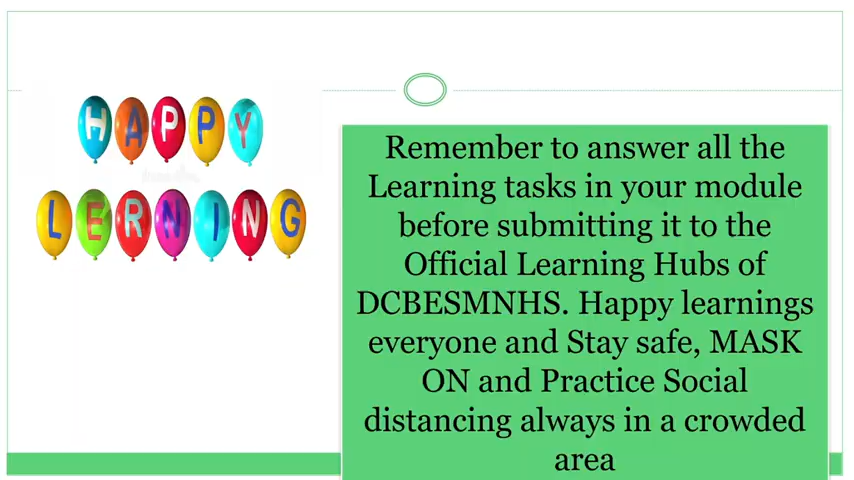 HAPPY
LERNING
Remember to answer all the
Learning tasks in your module
before submitting it to the
Official Learning Hubs of
DCBESMNHS. Happy learnings
everyone and Stay safe, MASK
ON and Practice Social
distancing always in a crowded
area